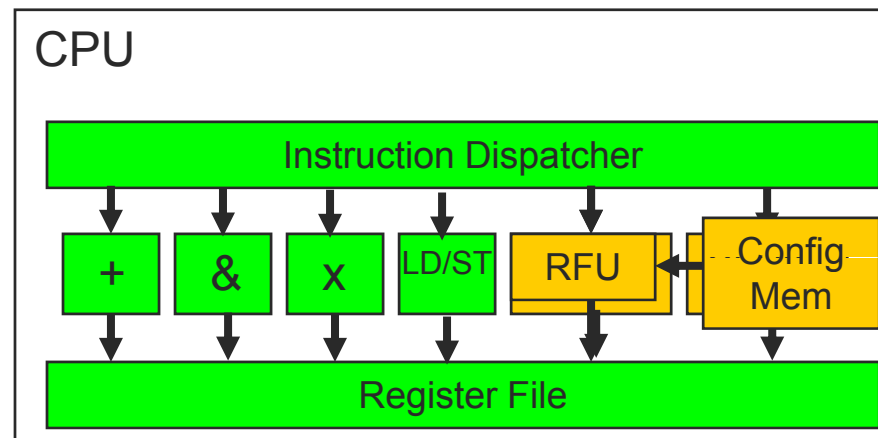 CPU
Instruction Dispatcher
+
&
x
LD/ST
RFU
Config
Mem
Register File